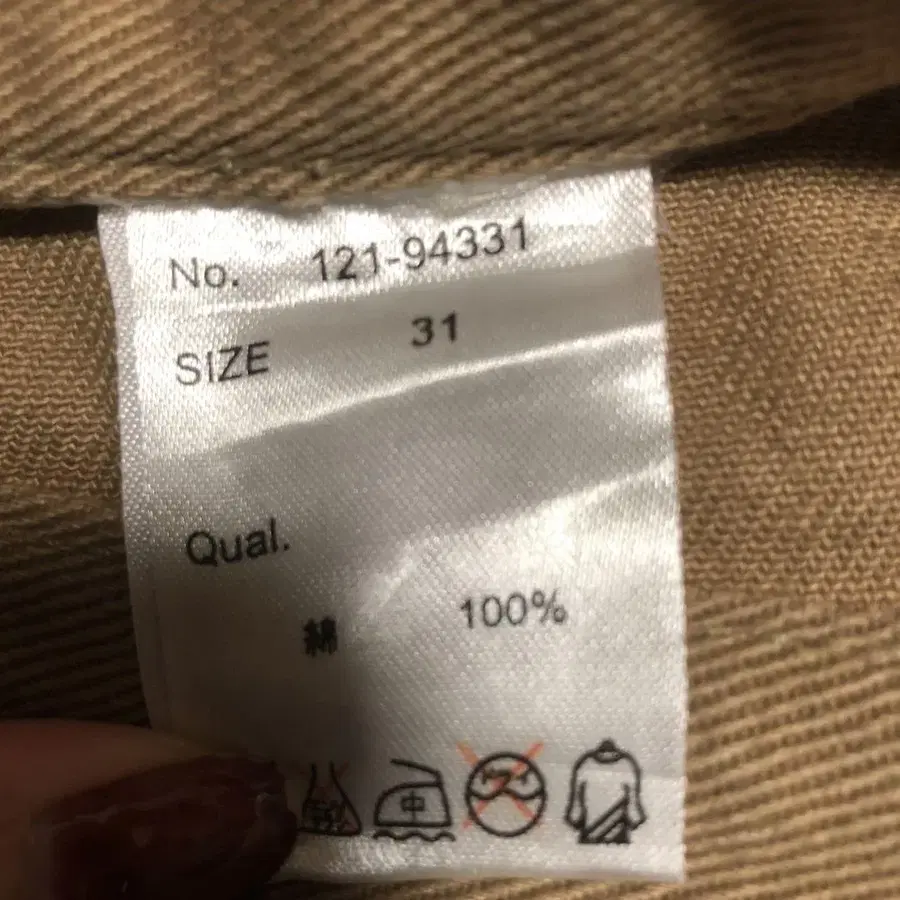 No. 121-94331
SIZE 31
Qual.
綿 100%
中